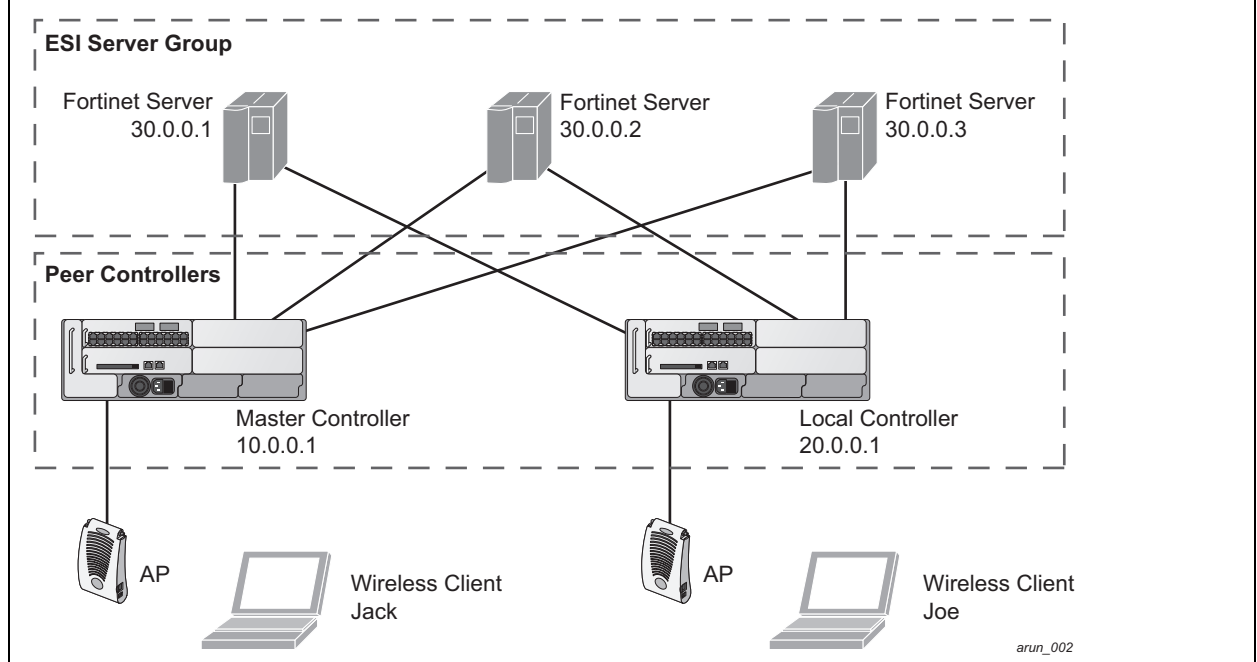 ESI Server Group
Fortinet Server
30.0.0.1
Fortinet Server
30.0.0.2
Fortinet Server
30.0.0.3
Peer Controllers
Master Controller
10.0.0.1
Local Controller
20.0.0.1
AP
Wireless Client
Jack
AP
Wireless Client
Joe
arun_002